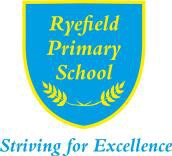 Ryefield
Primary
School
Striving for Excellence